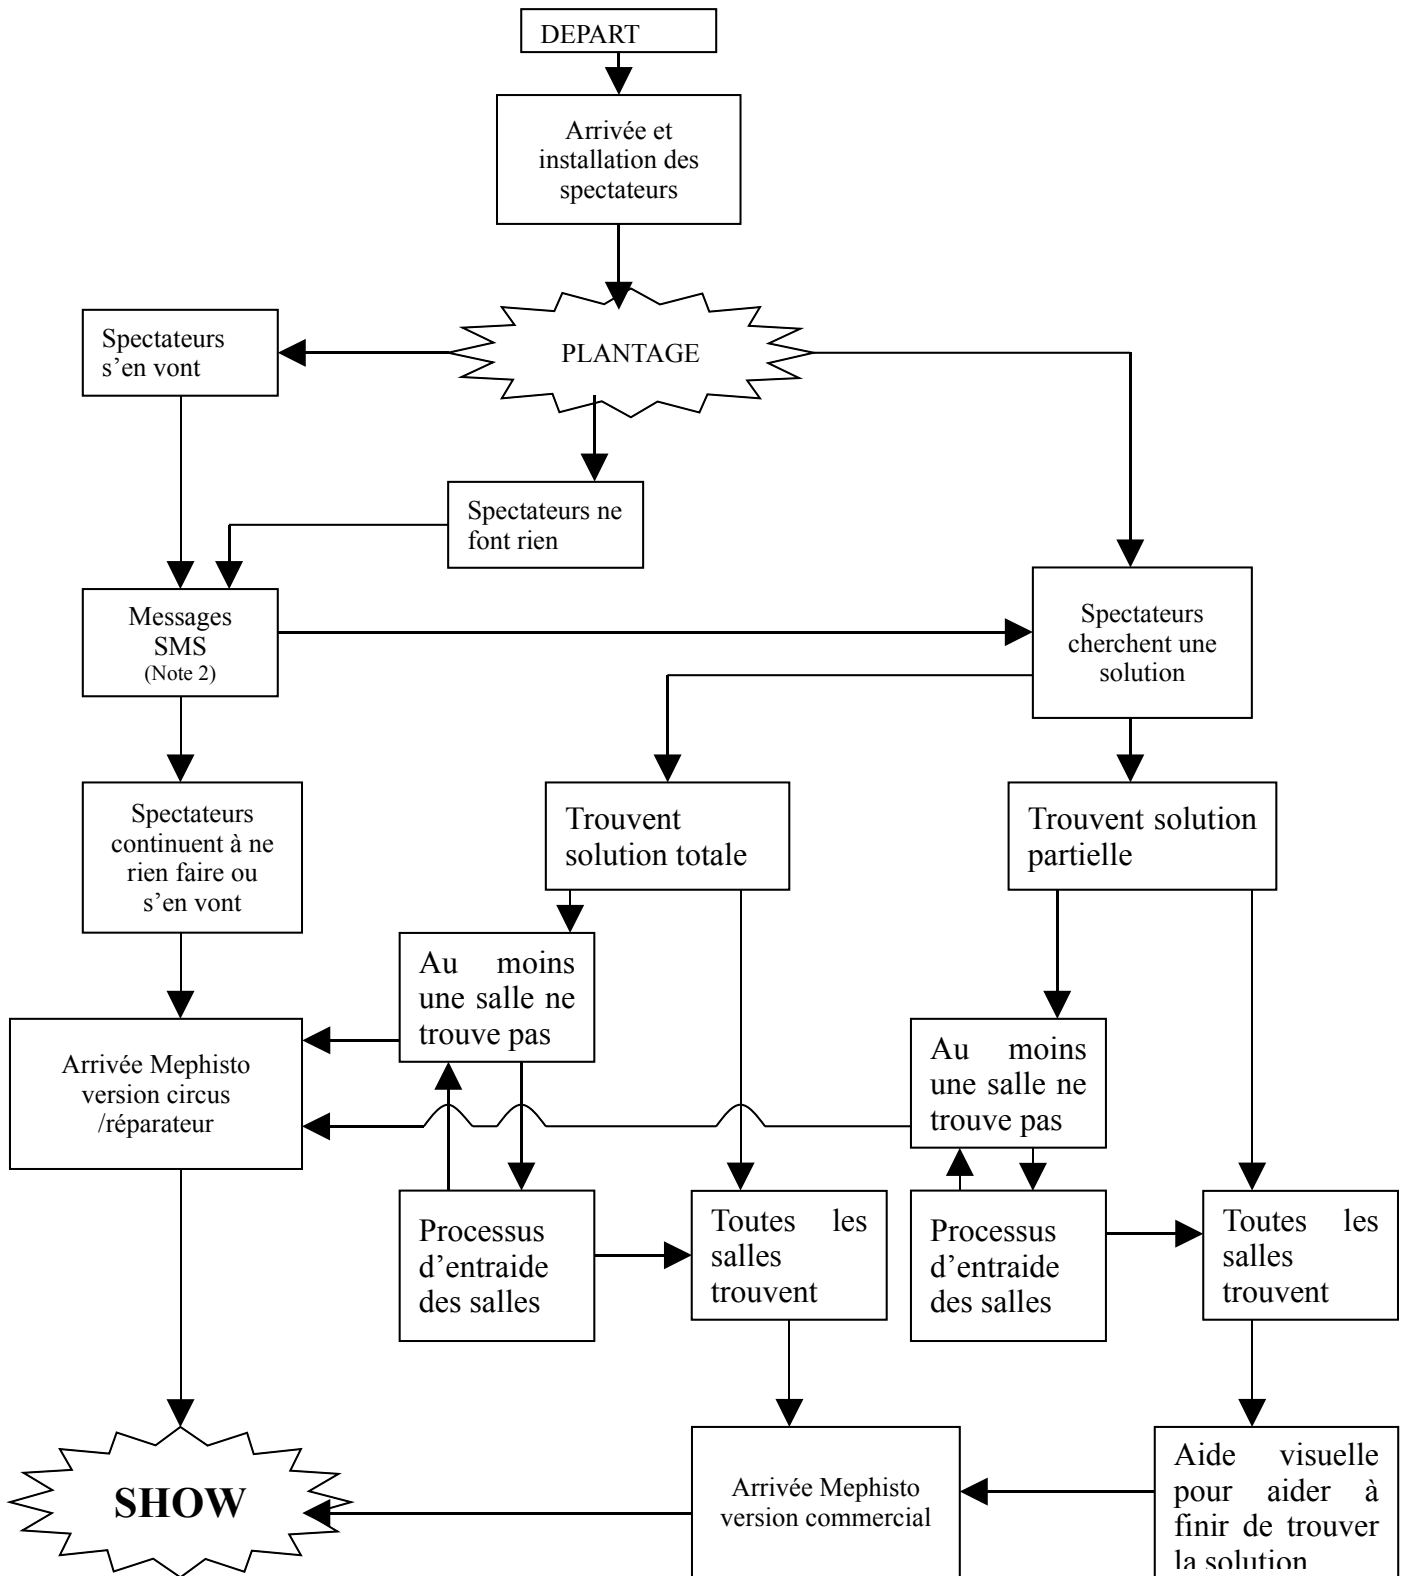 DEPART
Arrivée et
installation des
spectateurs
Spectateurs
s’en vont
PLANTAGE
Spectateurs ne
font rien
Messages
SMS
(Note 2)
Spectateurs
cherchent une
solution
Spectateurs
continuent à ne
rien faire ou
s’en vont
Trouvent
solution totale
Trouvent solution
partielle
Au moins
une salle ne
trouve pas
Arrivée Mephisto
version circus
/réparateur
Au moins
une salle ne
trouve pas
Processus
d’entraide
des salles
Toutes les
salles
trouvent
Processus
d’entraide
des salles
Toutes les
salles
trouvent
SHOW
Arrivée Mephisto
version commercial
Aide visuelle
pour aider à
finir de trouver
la solution